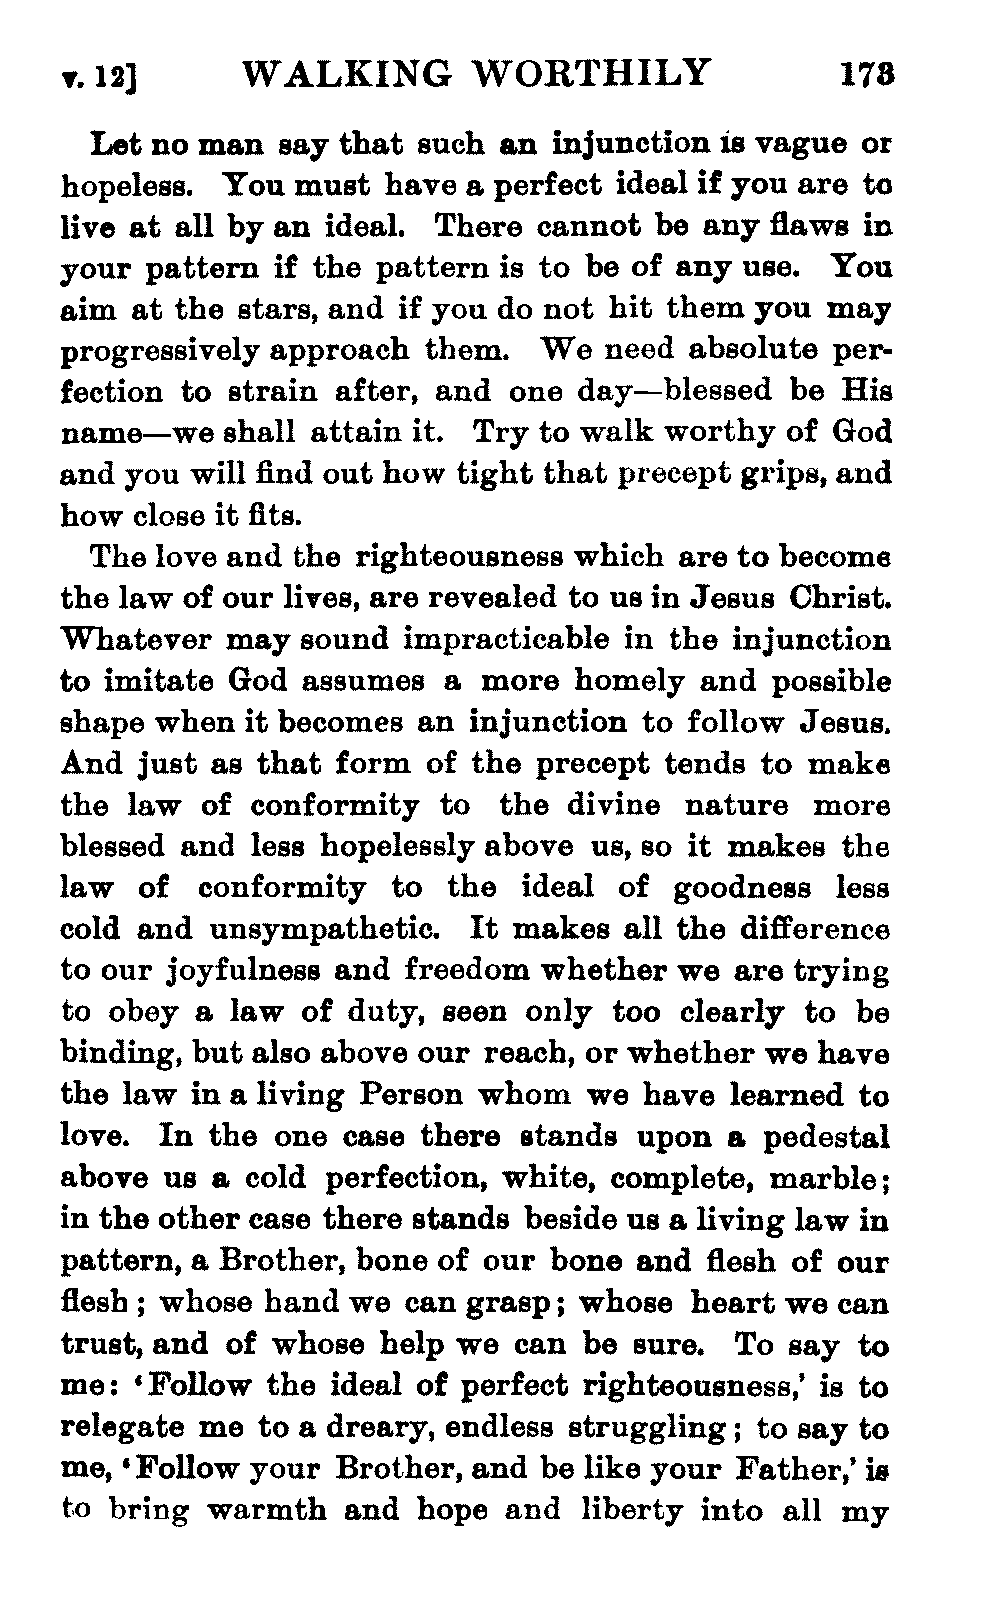 v. 12] WALKING WORTHILY 173
Let no man say that such an injunction is vague or
hopeless. You must have a perfect ideal if you are to
live at all by an ideal. There cannot be any flaws in
your pattern if the pattern is to be of any use. You
aim at the stars, and if you do not hit them you may
progressively approach them. We need absolute per-
fection to strain after, and one day—blessed be His
name—we shall attain it. Try to walk worthy of God
and you will find out how tight that precept grips, and
how close it fits.
The love and the righteousness which are to become
the law of our lives, are revealed to us in Jesus Christ.
Whatever may sound impracticable in the injunction
to imitate God assumes a more homely and possible
shape when it becomes an injunction to follow Jesus.
And just as that form of the precept tends to make
the law of conformity to the divine nature more
blessed and less hopelessly above us, so it makes the
law of conformity to the ideal of goodness less
cold and unsympathetic. It makes all the difference
to our joyfulness and freedom whether we are trying
to obey a law of duty, seen only too clearly to be
binding, but also above our reach, or whether we have
the law in a living Person whom we have learned to
love. In the one case there stands upon a pedestal
above us a cold perfection, white, complete, marble;
in the other case there stands beside us a living law in
pattern, a Brother, bone of our bone and flesh of our
flesh; whose hand we can grasp; whose heart we can
trust, and of whose help we can be sure. To say to
me: ‘Follow the ideal of perfect righteousness,’ is to
relegate me to a dreary, endless struggling; to say to
me, ‘Follow your Brother, and be like your Father,’ is
to bring warmth and hope and liberty into all my